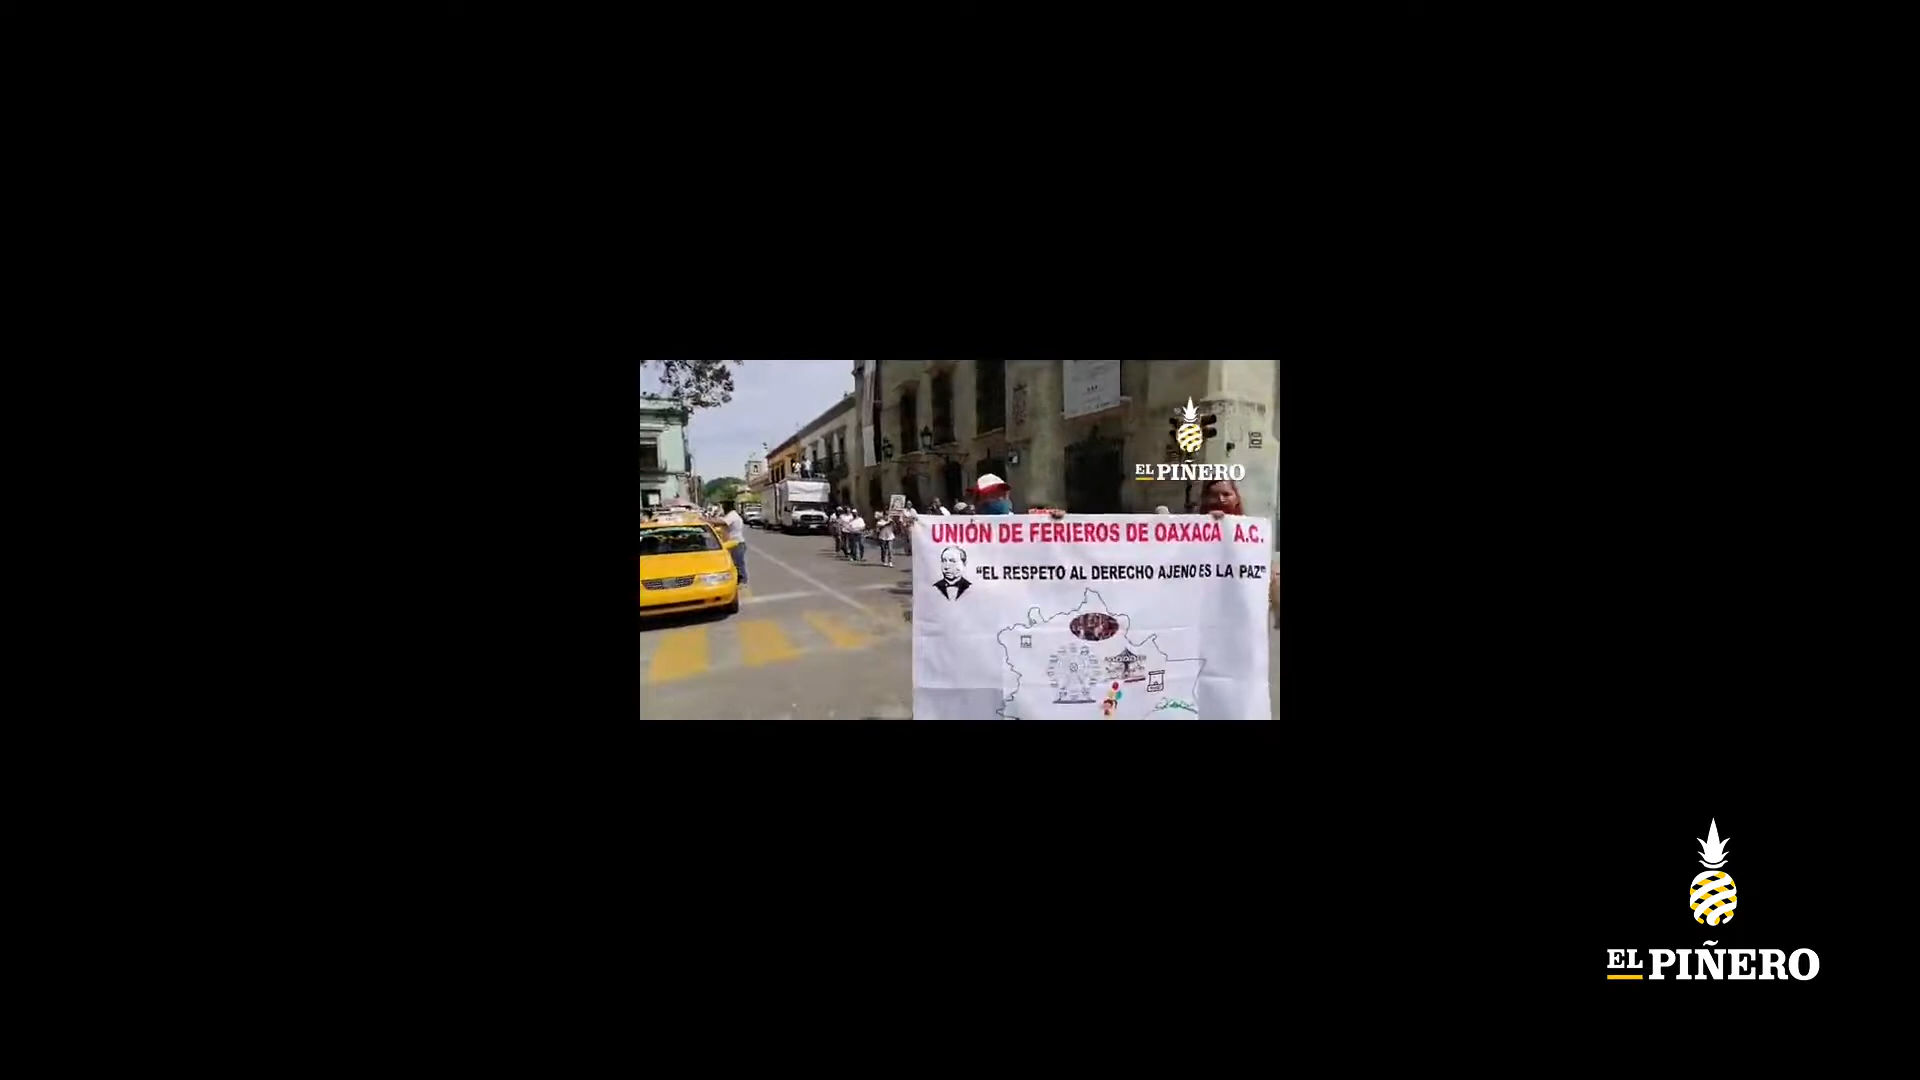 EL PIÑERO
UNIÓN DE FERIEROS DE OAXACA A.C.
"EL RESPETO AL DERECHO AJENO ES LA PAZ"
EL PIÑERO